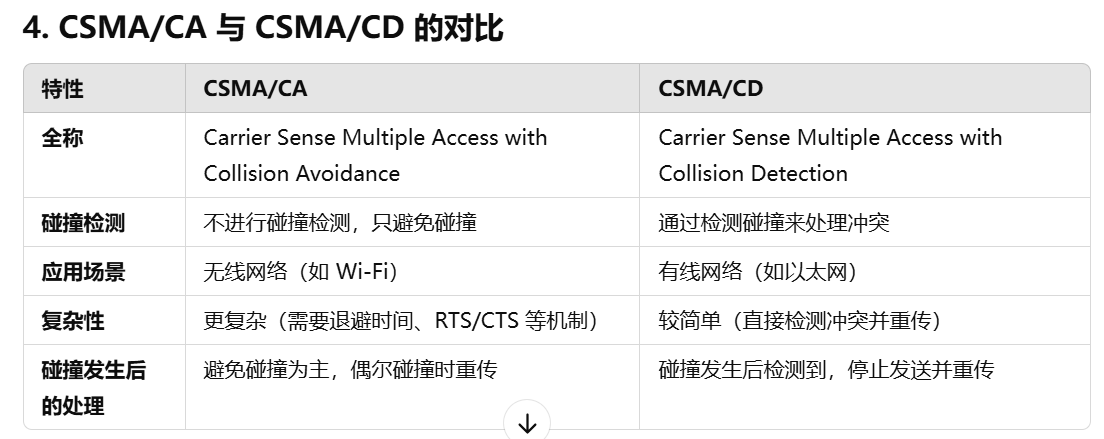 4. CSMA/CA 与 CSMA/CD 的对比
特性 CSMA/CA CSMA/CD
全称 Carrier Sense Multiple Access with Carrier Sense Multiple Access with
Collision Avoidance Collision Detection
碰撞检测 不进行碰撞检测，只避免碰撞 通过检测碰撞来处理冲突
应用场景 无线网络（如 Wi-Fi） 有线网络（如以太网）
复杂性 更复杂（需要退避时间、RTS/CTS 等机制） 较简单（直接检测冲突并重传）
碰撞发生后 避免碰撞为主，偶尔碰撞时重传 碰撞发生后检测到，停止发送并重传
的处理